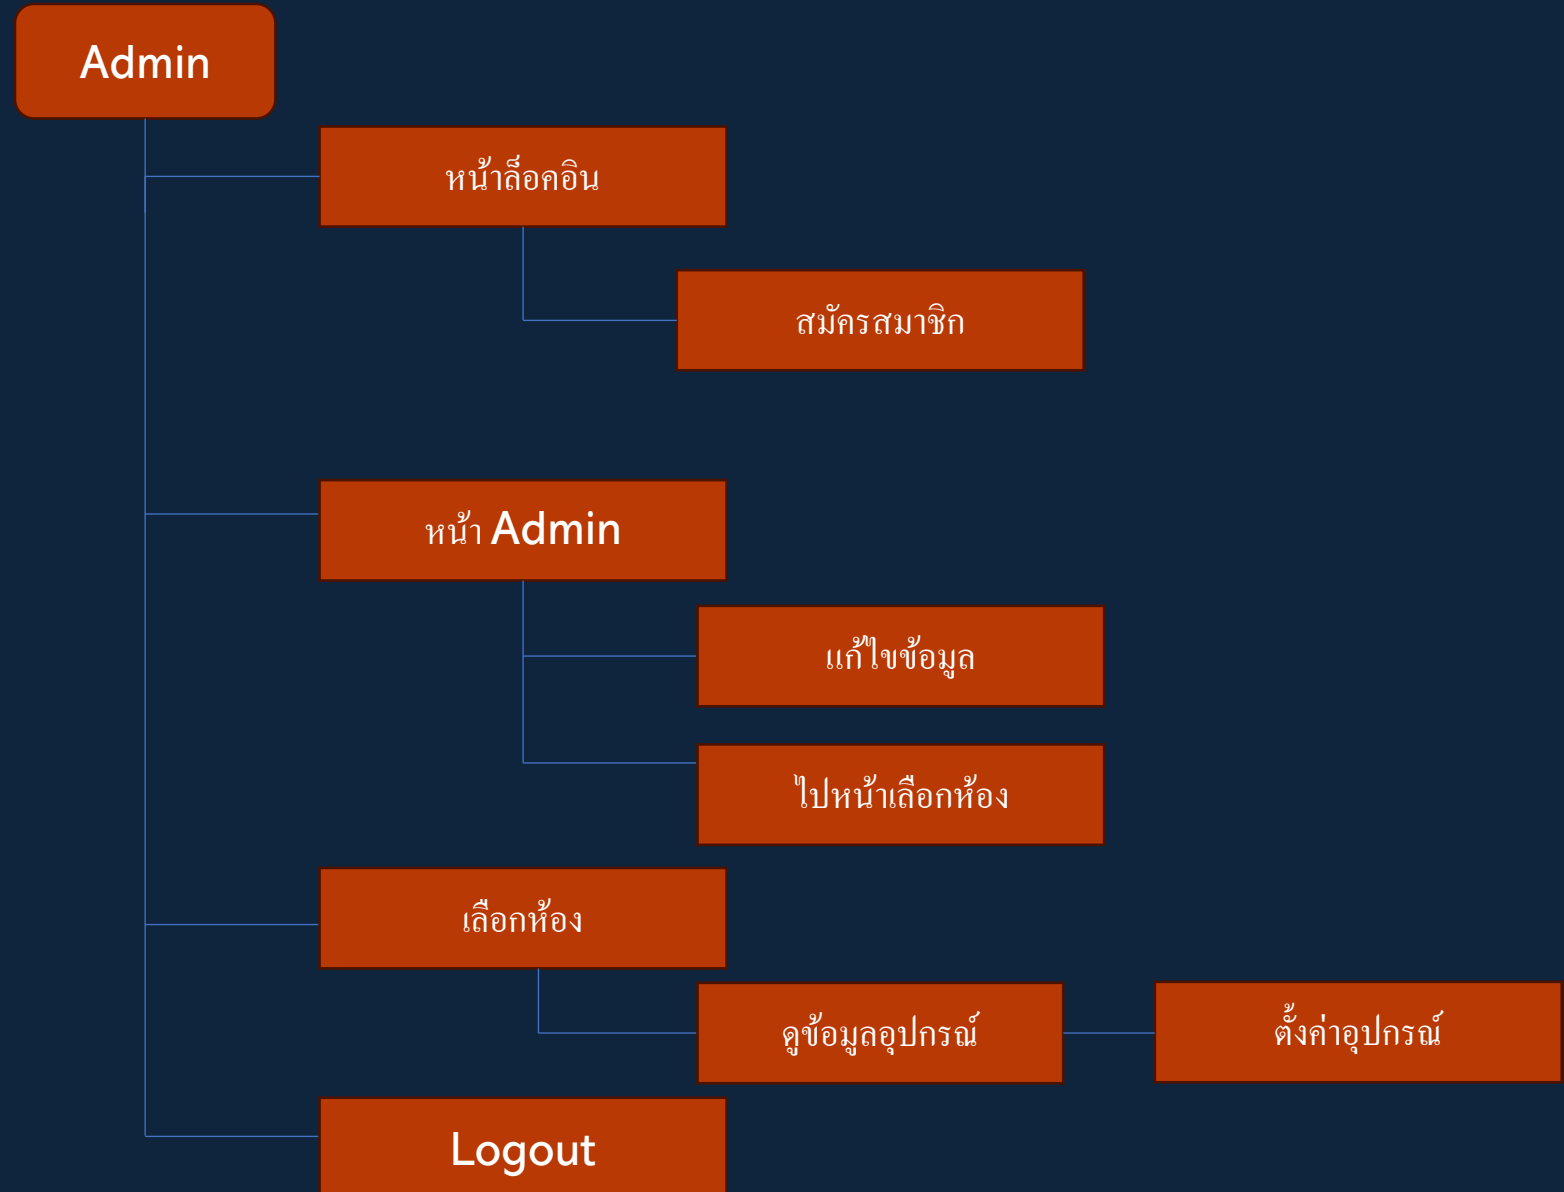 Admin
หน้าล็อคอิน
สมัครสมาชิก
หน้า Admin
แก้ไขข้อมูล
ไปหน้าเลือกห้อง
เลือกห้อง
ดูข้อมูลอุปกรณ์
ตั้งค่าอุปกรณ์
Logout